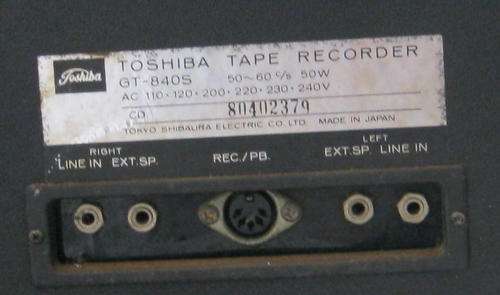 Toshiba
TOSHIBA TAPE RECORDER
GT-840S 50~60 c/s 50W
AC 110·120·200·220·230·240V
CD 80402379
TOKYO SHIBAURA ELECTRIC CO. LTD. MADE IN JAPAN
RIGHT
LINE IN EXT.SP.
REC./PB.
LEFT
EXT.SP. LINE IN